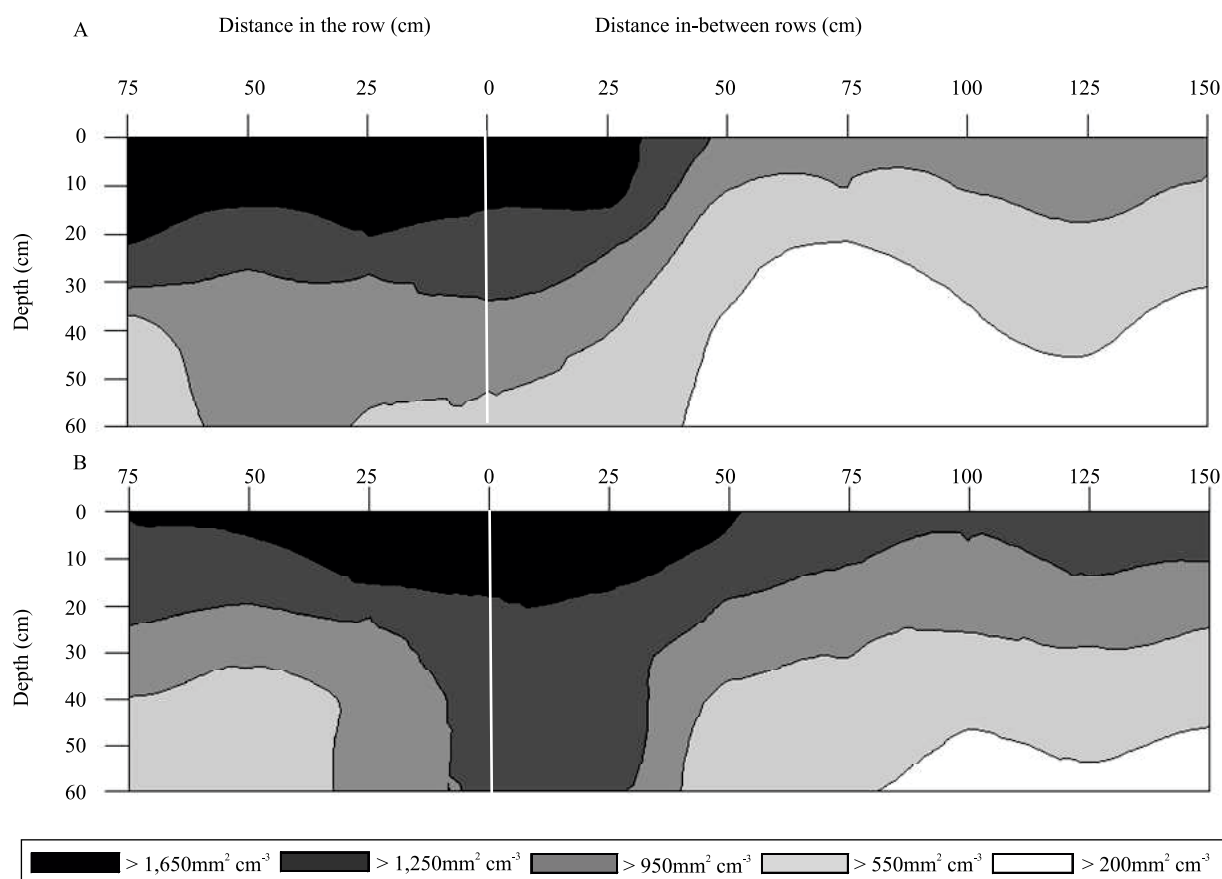 A Distance in the row (cm) Distance in-between rows (cm)
75 50 25 0 25 50 75 100 125 150
0
10
20
30
40
50
60
Depth (cm)
B
75 50 25 0 25 50 75 100 125 150
0
10
20
30
40
50
60
Depth (cm)
> 1,650mm² cm⁻³ > 1,250mm² cm⁻³ > 950mm² cm⁻³ > 550mm² cm⁻³ > 200mm² cm⁻³